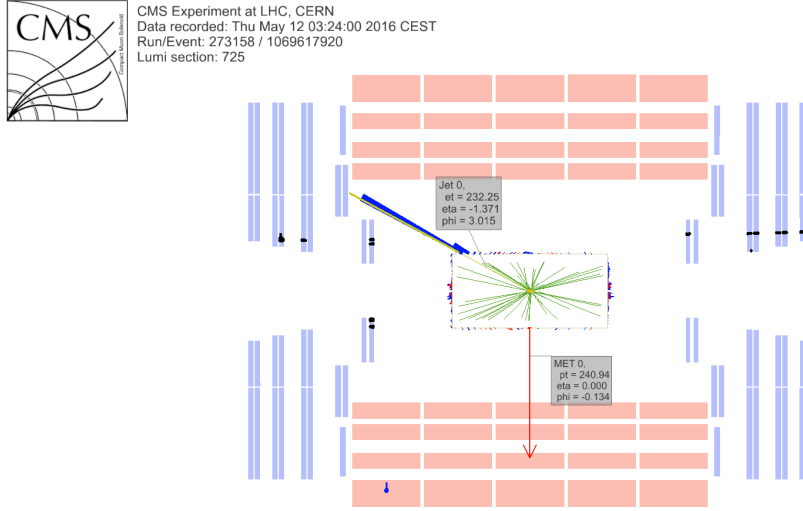 CMS Experiment at LHC, CERN
Data recorded: Thu May 12 03:24:00 2016 CEST
Run/Event: 273158 / 1069617920
Lumi section: 725
CMS
Compact Muon Solenoid
Jet 0,
et = 232.25
eta = -1.371
phi = 3.015
MET 0,
pt = 240.94
eta = 0.000
phi = -0.134